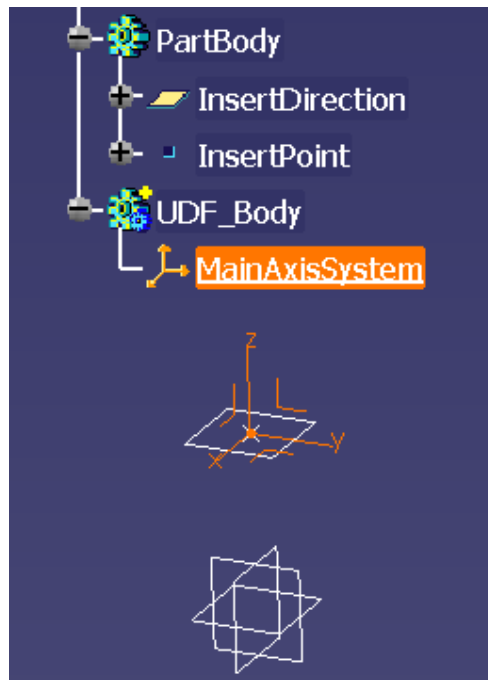 PartBody
InsertDirection
InsertPoint
UDF_Body
MainAxisSystem
z
y
x